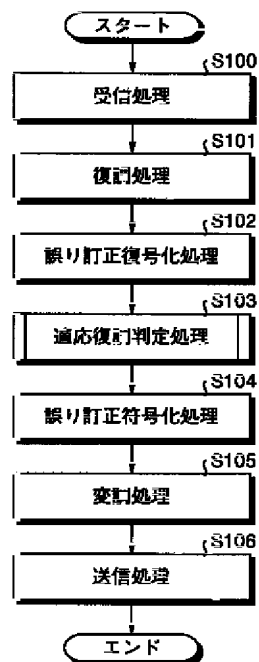 スタート
S100
受信処理
S101
復調処理
S102
誤り訂正復号化処理
S103
適応復調判定処理
S104
誤り訂正符号化処理
S105
変調処理
S106
送信処理
エンド